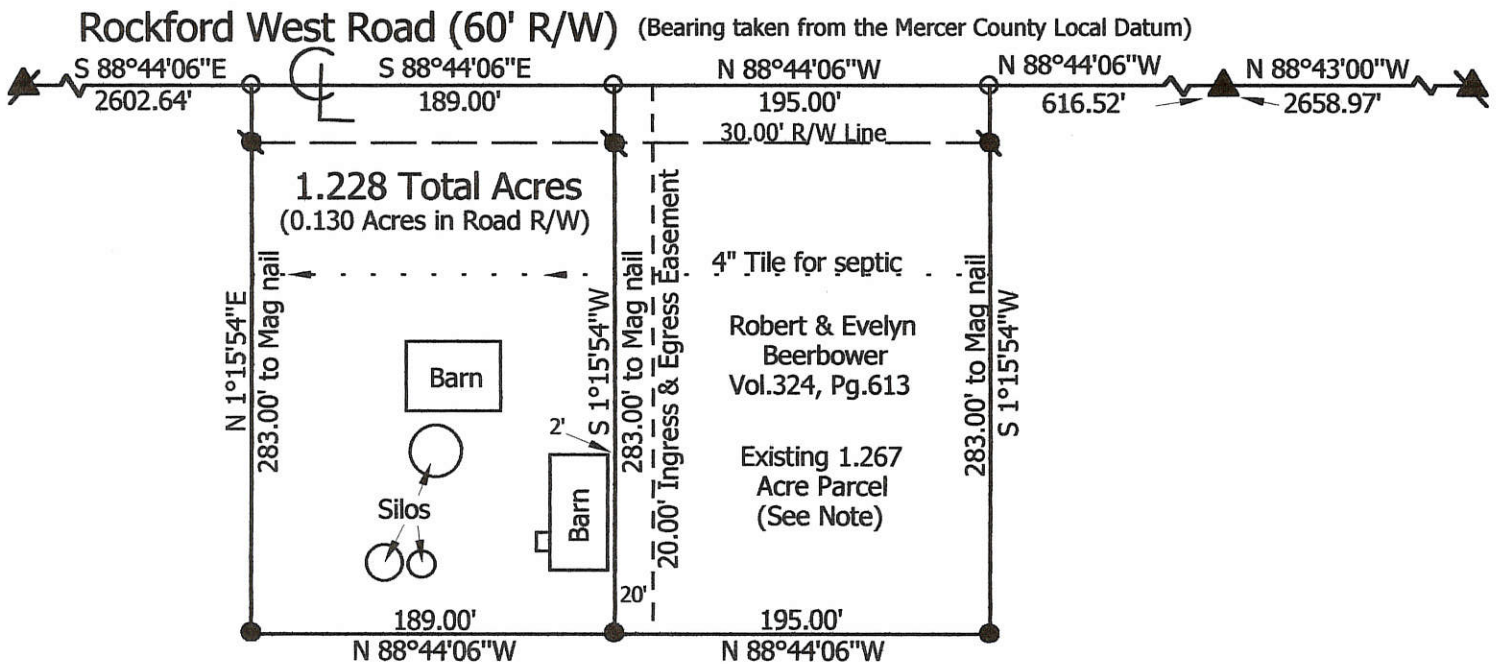 Rockford West Road (60' R/W) (Bearing taken from the Mercer County Local Datum)
S 88°44'06"E
S 88°44'06"E
N 88°44'06"W
N 88°44'06"W
N 88°43'00"W
2602.64'
CL
189.00'
195.00'
616.52'
2658.97'
30.00' R/W Line
1.228 Total Acres
(0.130 Acres in Road R/W)
N 1°15'54"E
283.00' to Mag nail
S 1°15'54"W
283.00' to Mag nail
20.00' Ingress & Egress Easement
4" Tile for septic
Robert & Evelyn
Beerbower
Vol.324, Pg.613
283.00' to Mag nail
S 1°15'54"W
Barn
2'
Existing 1.267
Acre Parcel
(See Note)
Silos
Barn
20'
189.00'
N 88°44'06"W
195.00'
N 88°44'06"W